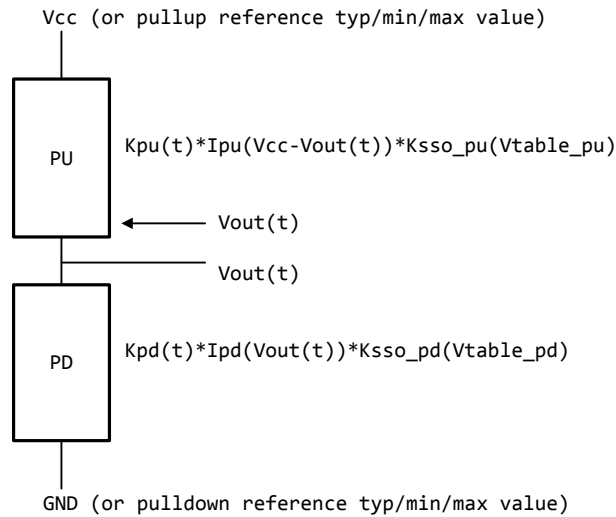 Vcc (or pullup reference typ/min/max value)
PU
Kpu(t)*Ipu(Vcc-Vout(t))*Ksso_pu(Vtable_pu)
Vout(t)
Vout(t)
PD
Kpd(t)*Ipd(Vout(t))*Ksso_pd(Vtable_pd)
GND (or pulldown reference typ/min/max value)